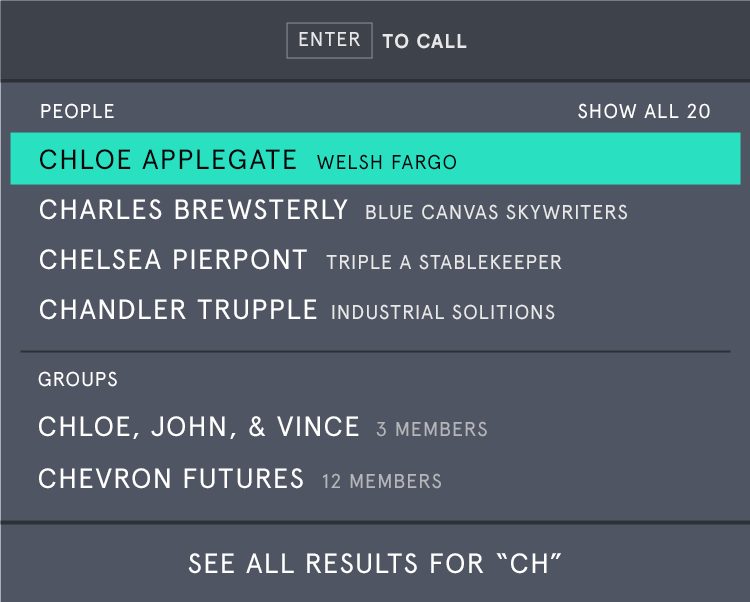 ENTER TO CALL
PEOPLE SHOW ALL 20
CHLOE APPLEGATE WELSH FARGO
CHARLES BREWSTERLY BLUE CANVAS SKYWRITERS
CHELSEA PIERPONT TRIPLE A STABLEKEEPER
CHANDLER TRUPPLE INDUSTRIAL SOLITIONS
GROUPS
CHLOE, JOHN, & VINCE 3 MEMBERS
CHEVRON FUTURES 12 MEMBERS
SEE ALL RESULTS FOR “CH”